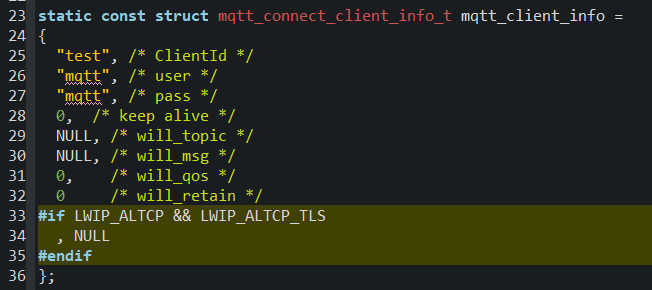 23 static const struct mqtt_connect_client_info_t mqtt_client_info =
24 {
25   "test", /* ClientId */
26   "mqtt", /* user */
27   "mqtt", /* pass */
28   0,  /* keep alive */
29   NULL, /* will_topic */
30   NULL, /* will_msg */
31   0,    /* will_qos */
32   0     /* will_retain */
33 #if LWIP_ALTCP && LWIP_ALTCP_TLS
34   , NULL
35 #endif
36 };